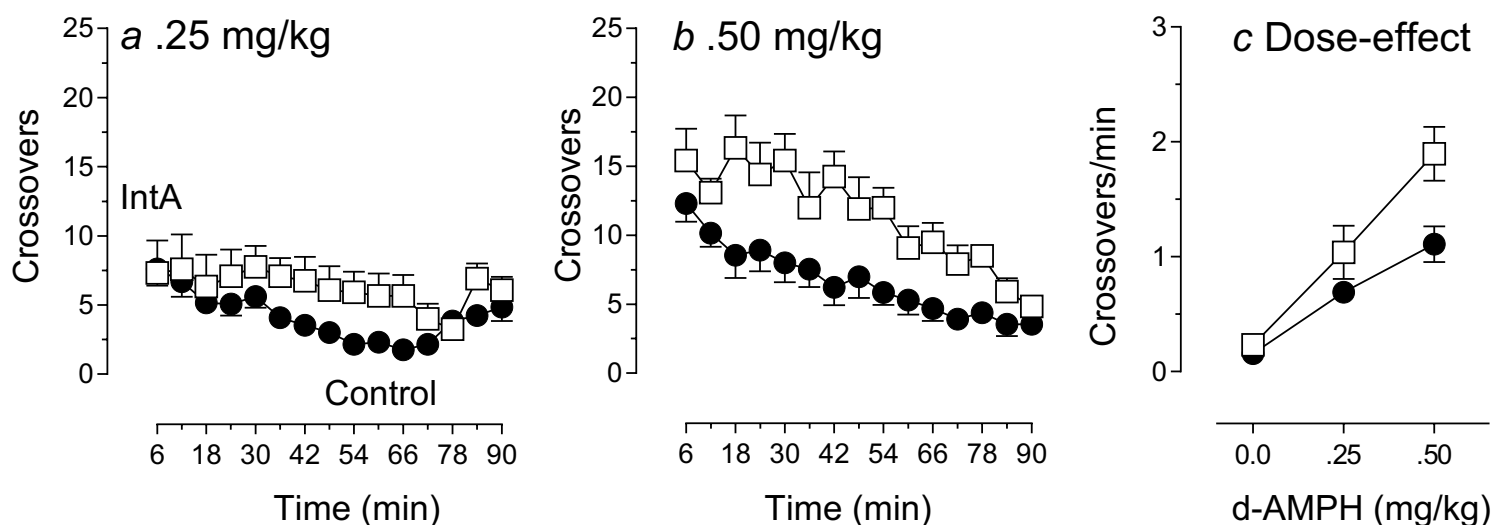 a .25 mg/kg
25
20
15
10
5
0
Crossovers
IntA
Control
6 18 30 42 54 66 78 90
Time (min)
b .50 mg/kg
25
20
15
10
5
0
Crossovers
6 18 30 42 54 66 78 90
Time (min)
c Dose-effect
3
2
1
0
Crossovers/min
0.0 .25 .50
d-AMPH (mg/kg)